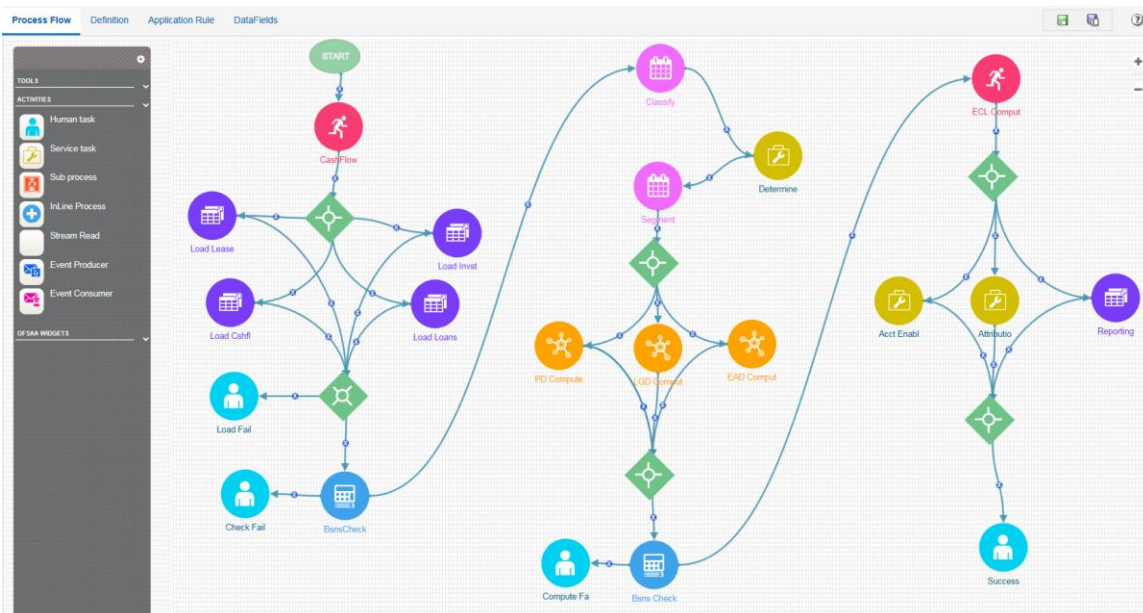 Process Flow
Definition
Application Rule
DataFields
TOOLS
ACTIVITIES
Human task
Service task
Sub process
InLine Process
Stream Read
Event Producer
Event Consumer
OFSAA WIDGETS
START
CashFlow
Load Lease
Load Invst
Load Cshfl
Load Loans
Load Fail
Check Fail
BsnsCheck
Classify
Determine
Segment
PD Compute
LGD Comput
EAD Comput
Compute Fa
Bsns Check
ECL Comput
Acct Enabl
Attributio
Reporting
Success